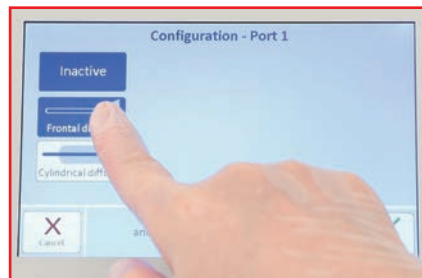 Configuration - Port 1
Inactive
Frontal di
Cylindrical diff
Cancel
an